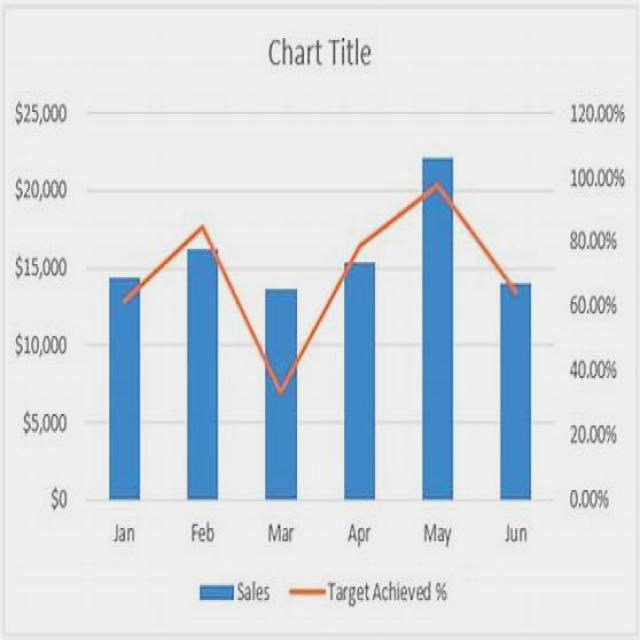 Chart Title
$25,000 120.00%
$20,000 100.00%
$15,000 80.00%
$10,000 60.00%
$5,000 40.00%
$0 20.00%
0.00%
Jan Feb Mar Apr May Jun
Sales Target Achieved %